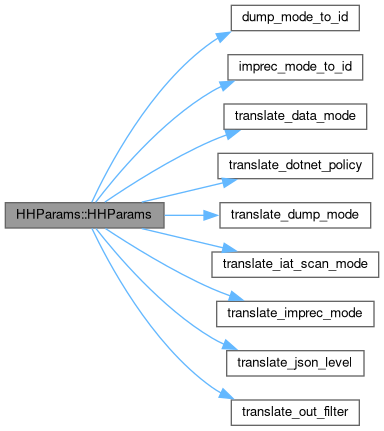 dump_mode_to_id
imprec_mode_to_id
translate_data_mode
translate_dotnet_policy
HHParams::HHParams
translate_dump_mode
translate_iat_scan_mode
translate_imprec_mode
translate_json_level
translate_out_filter